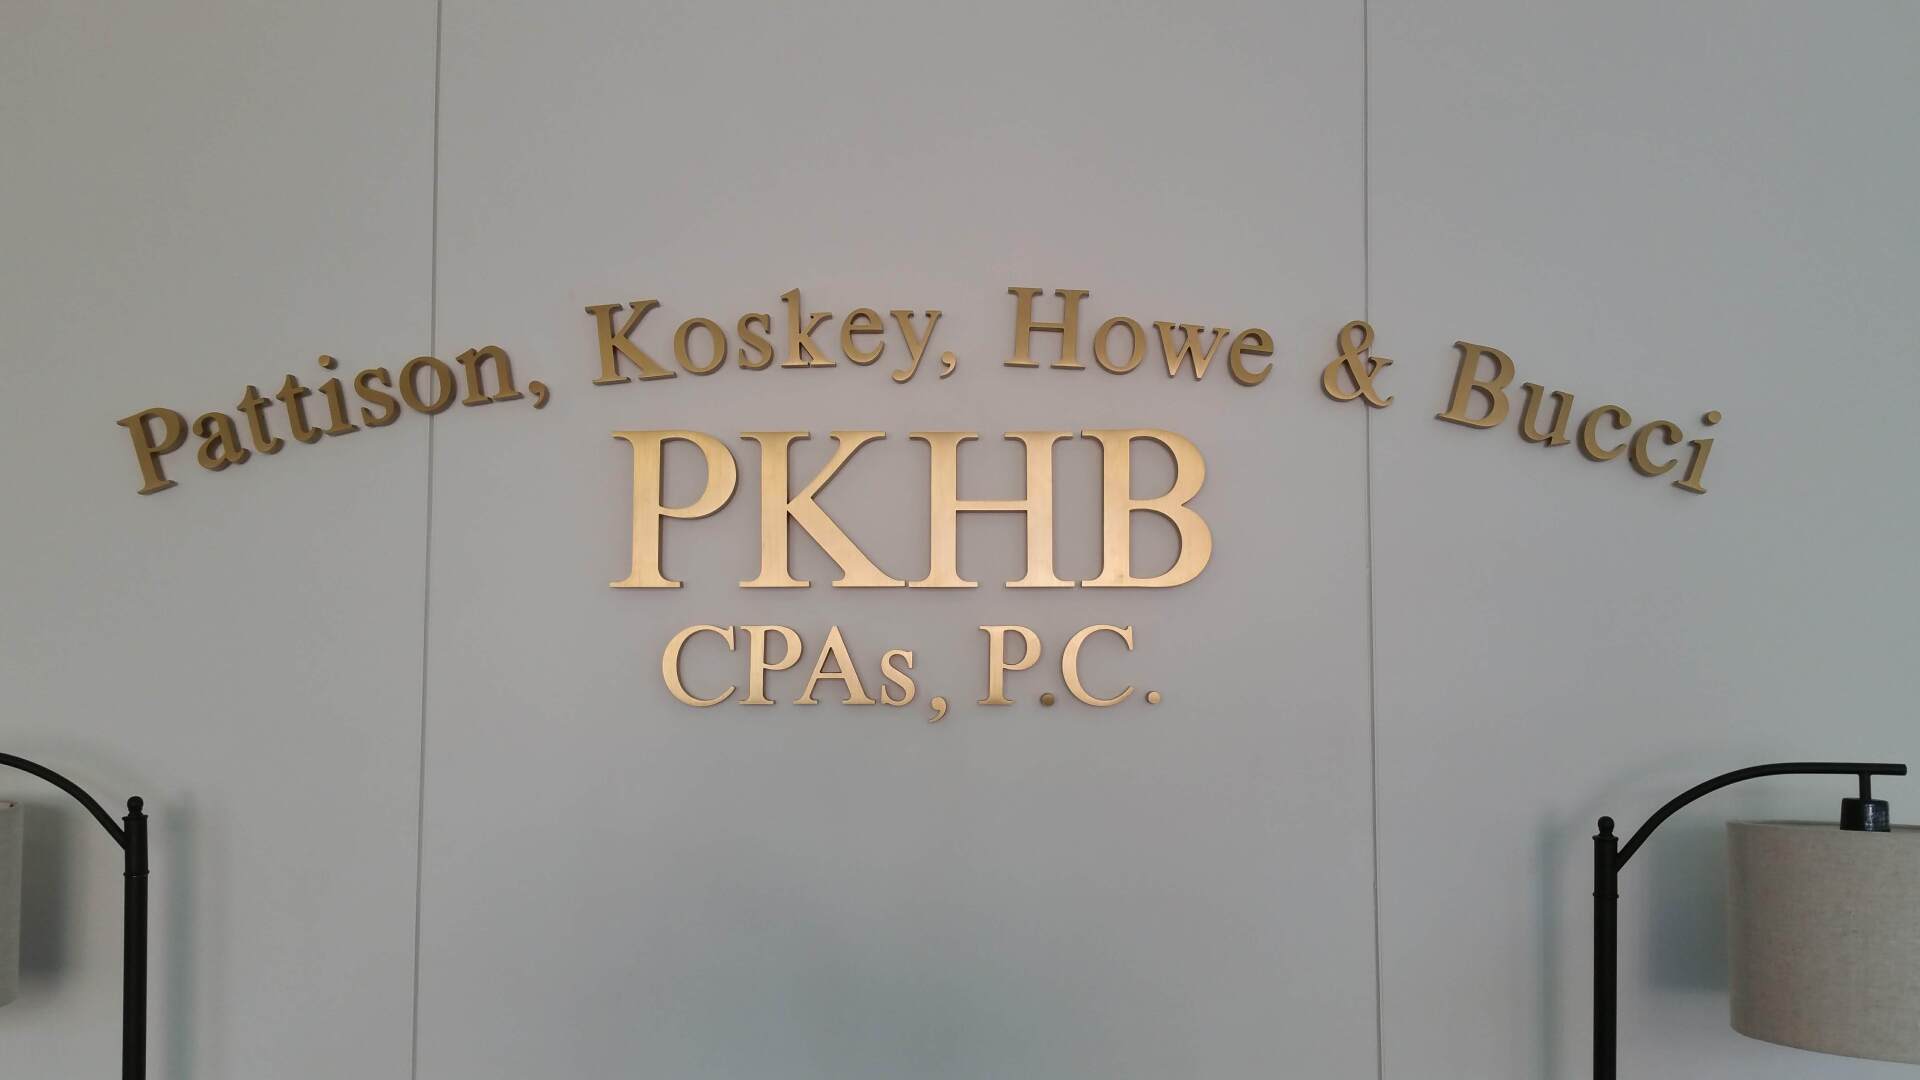 Pattison, Koskey, Howe & Bucci
PKHB
CPAs, P.C.